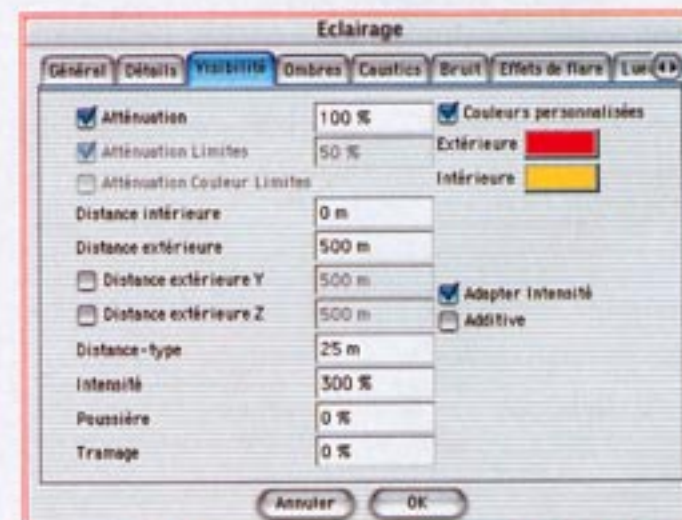 Eclairage
Général Détails Visibilité Ombres Caustics Bruit Effets de flare Lue
Atténuation 100 % Couleurs personnalisées
Atténuation Limites 50 % Extérieure
Atténuation Couleur Limites Intérieure
Distance intérieure 0 m
Distance extérieure 500 m
Distance extérieure Y 500 m Adapter Intensité
Distance extérieure Z 500 m Additive
Distance-type 25 m
Intensité 300 %
Poussière 0 %
Tramage 0 %
Annuler OK